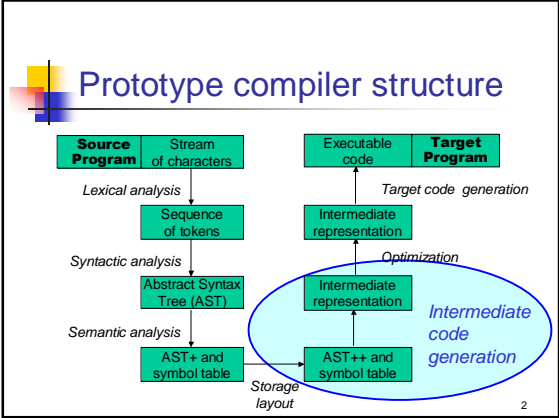 Prototype compiler structure
Source
Program
Stream
of characters
Lexical analysis
Sequence
of tokens
Syntactic analysis
Abstract Syntax
Tree (AST)
Semantic analysis
AST+ and
symbol table
Storage
layout
AST++ and
symbol table
Intermediate
code
generation
Intermediate
representation
Optimization
Intermediate
representation
Target code generation
Executable
code
Target
Program
2